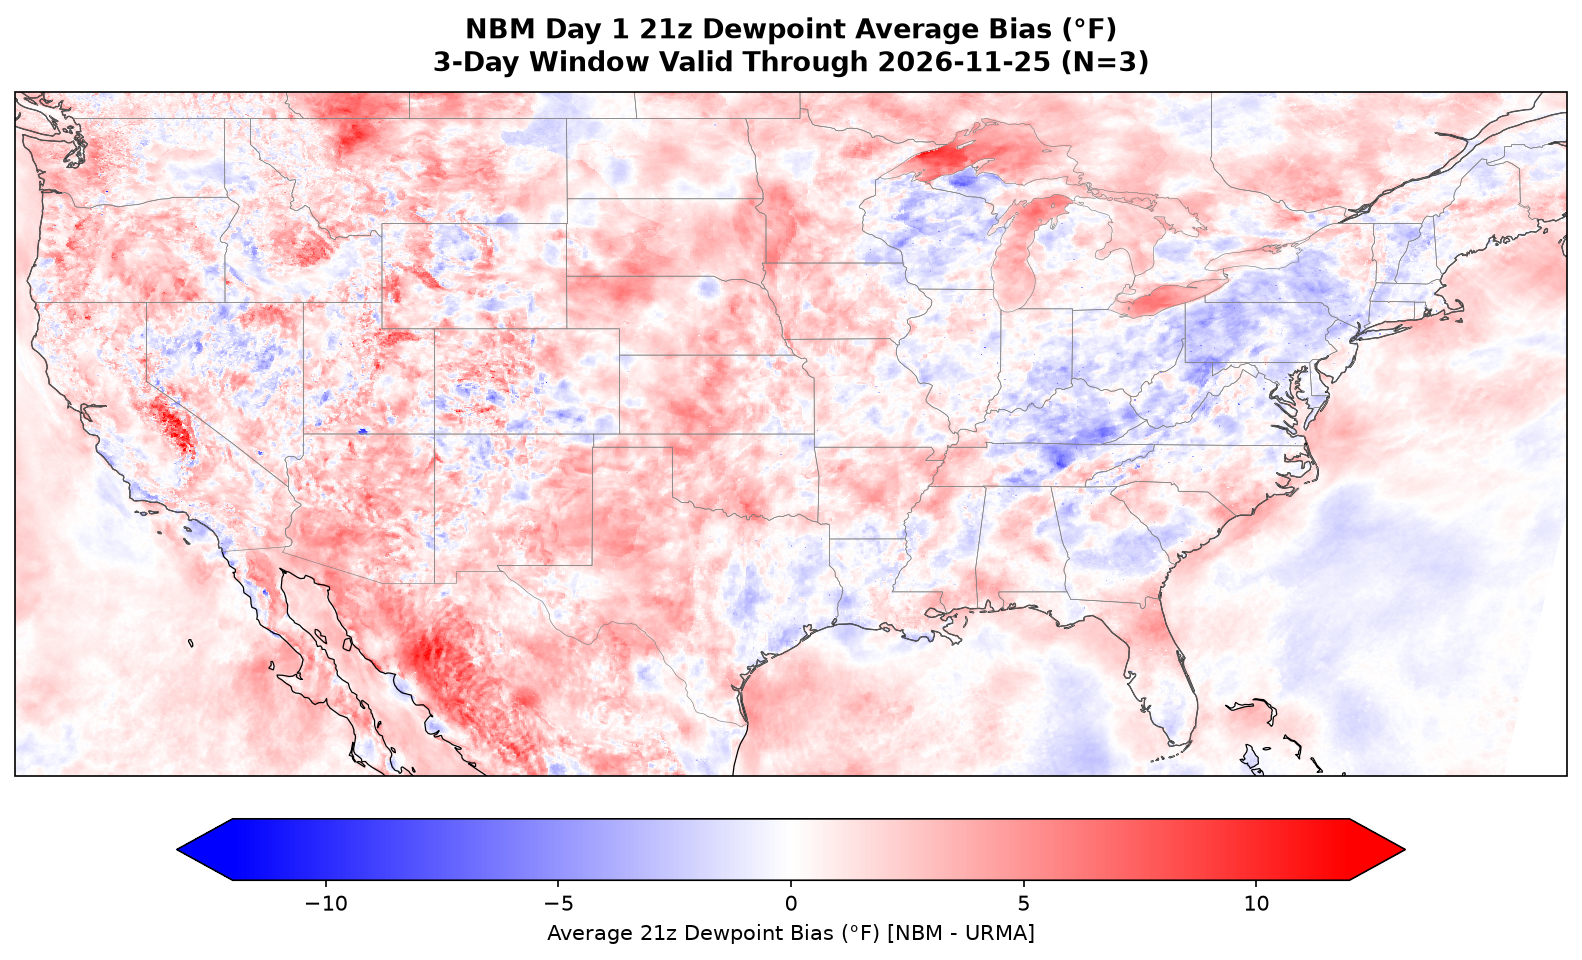 NBM Day 1 21z Dewpoint Average Bias (°F)
3-Day Window Valid Through 2026-11-25 (N=3)
−10
−5
0
5
10
Average 21z Dewpoint Bias (°F) [NBM - URMA]